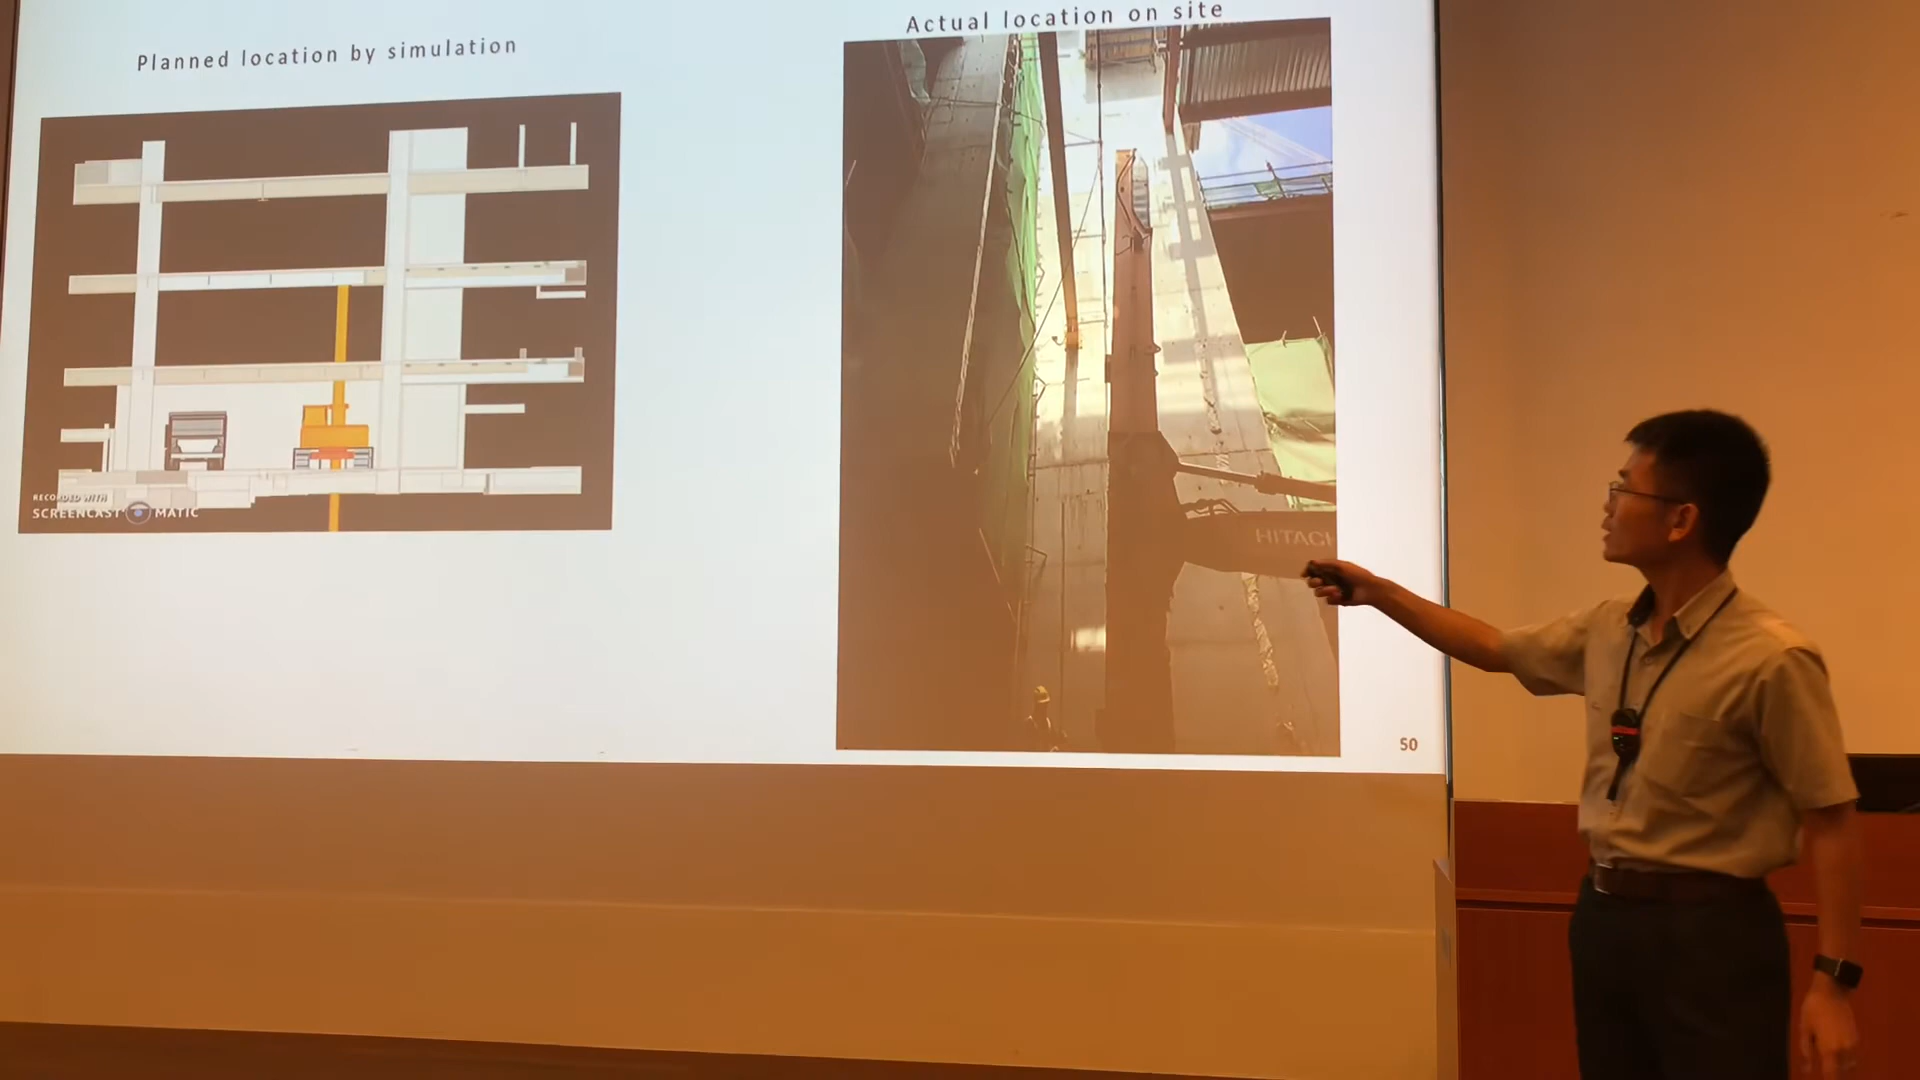 Planned location by simulation
Actual location on site
RECORDED WITH
SCREENCAST MATIC
HITACH
50